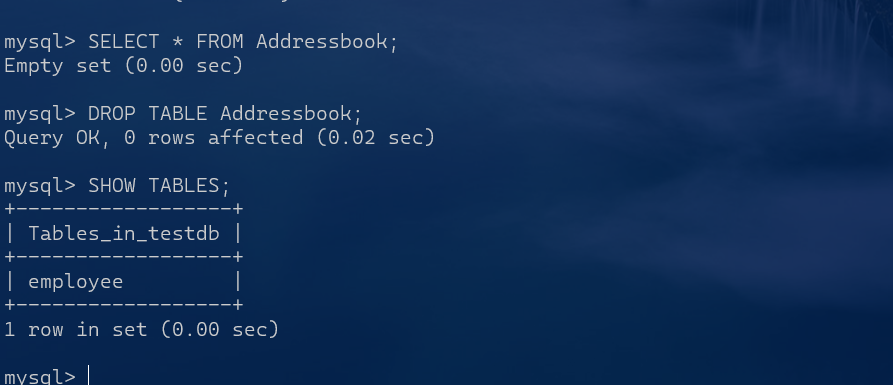 mysql> SELECT * FROM Addressbook;
Empty set (0.00 sec)
mysql> DROP TABLE Addressbook;
Query OK, 0 rows affected (0.02 sec)
mysql> SHOW TABLES;
+------------------+
| Tables_in_testdb |
+------------------+
| employee         |
+------------------+
1 row in set (0.00 sec)
mysql>